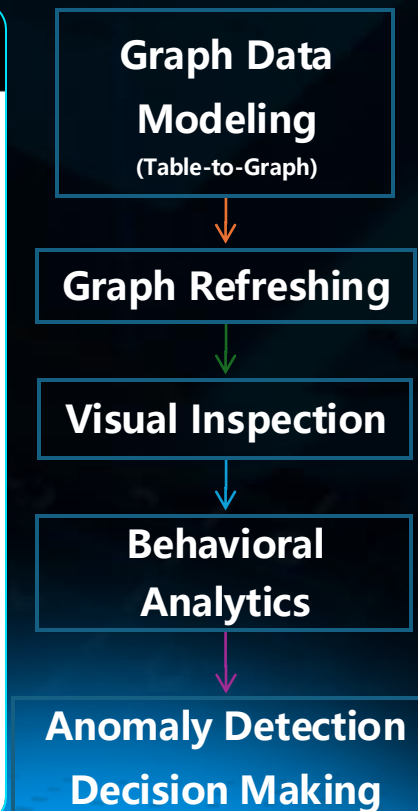 Graph Data
Modeling
(Table-to-Graph)
Graph Refreshing
Visual Inspection
Behavioral
Analytics
Anomaly Detection
Decision Making